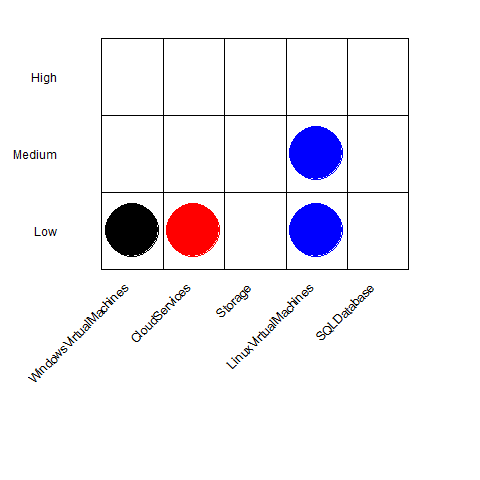 High
Medium
Low
WindowsVirtualMachines
CloudServices
Storage
LinuxVirtualMachines
SQLDatabase